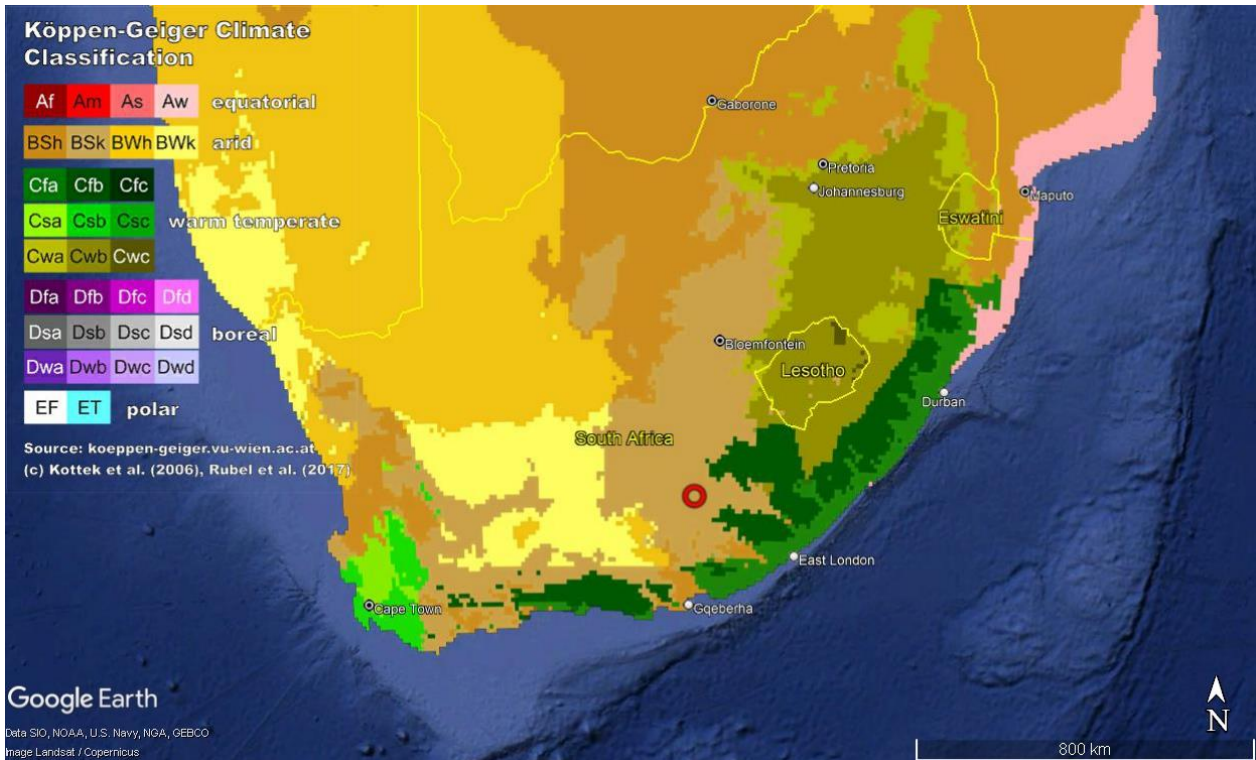 Köppen-Geiger Climate
Classification
Af Am As Aw equatorial
BSh BSk BWh BWk arid
Cfa Cfb Cfc
Csa Csb Csc warm temperate
Cwa Cwb Cwc
Dfa Dfb Dfc Dfd
Dsa Dsb Dsc Dsd boreal
Dwa Dwb Dwc Dwd
EF ET polar
Source: koeppen-geiger.vu-wien.ac.at
(c) Kottek et al. (2006), Rubel et al. (2017)
Gaborone
Pretoria
Johannesburg
Maputo
Eswatini
Bloemfontein
Lesotho
Durban
South Africa
East London
Cape Town
Gqeberha
Google Earth
Data SIO, NOAA, U.S. Navy, NGA, GEBCO
Image Landsat / Copernicus
N
800 km